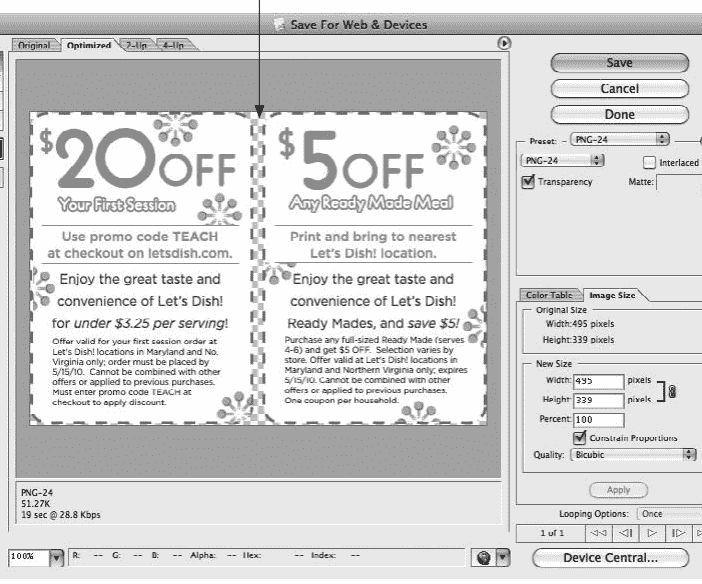 Save For Web & Devices
Original Optimized 2-Up 4-Up
$20 OFF
Your First Session
Use promo code TEACH
at checkout on letsdish.com.
Enjoy the great taste and
convenience of Let's Dish!
for under $3.25 per serving!
Offer valid for your first session order at
Let's Dish! locations in Maryland and No.
Virginia only; order must be placed by
5/15/10. Cannot be combined with other
offers or applied to previous purchases.
Must enter promo code TEACH at
checkout to apply discount.
$5 OFF
Any Ready Made Meal
Print and bring to nearest
Let's Dish! location.
Enjoy the great taste and
convenience of Let's Dish!
Ready Mades, and save $5!
Purchase any full-sized Ready Made (serves
4-6) and get $5 OFF. Selection varies by
store. Offer valid at Let's Dish! locations in
Maryland and Northern Virginia only; expires
5/15/10. Cannot be combined with other
offers or applied to previous purchases.
One coupon per household.
PNG-24
51.27K
19 sec @ 28.8 Kbps
100% R: -- G: -- B: -- Alpha: -- Hex: -- Index: --
Save
Cancel
Done
Preset: PNG-24
PNG-24 Interlaced
Transparency Matte:
Color Table Image Size
Original Size
Width:495 pixels
Height:339 pixels
New Size
Width: 495 pixels
Height: 339 pixels
Percent: 100
Constrain Proportions
Quality: Bicubic
Apply
Looping Options: Once
1 of 1
Device Central...